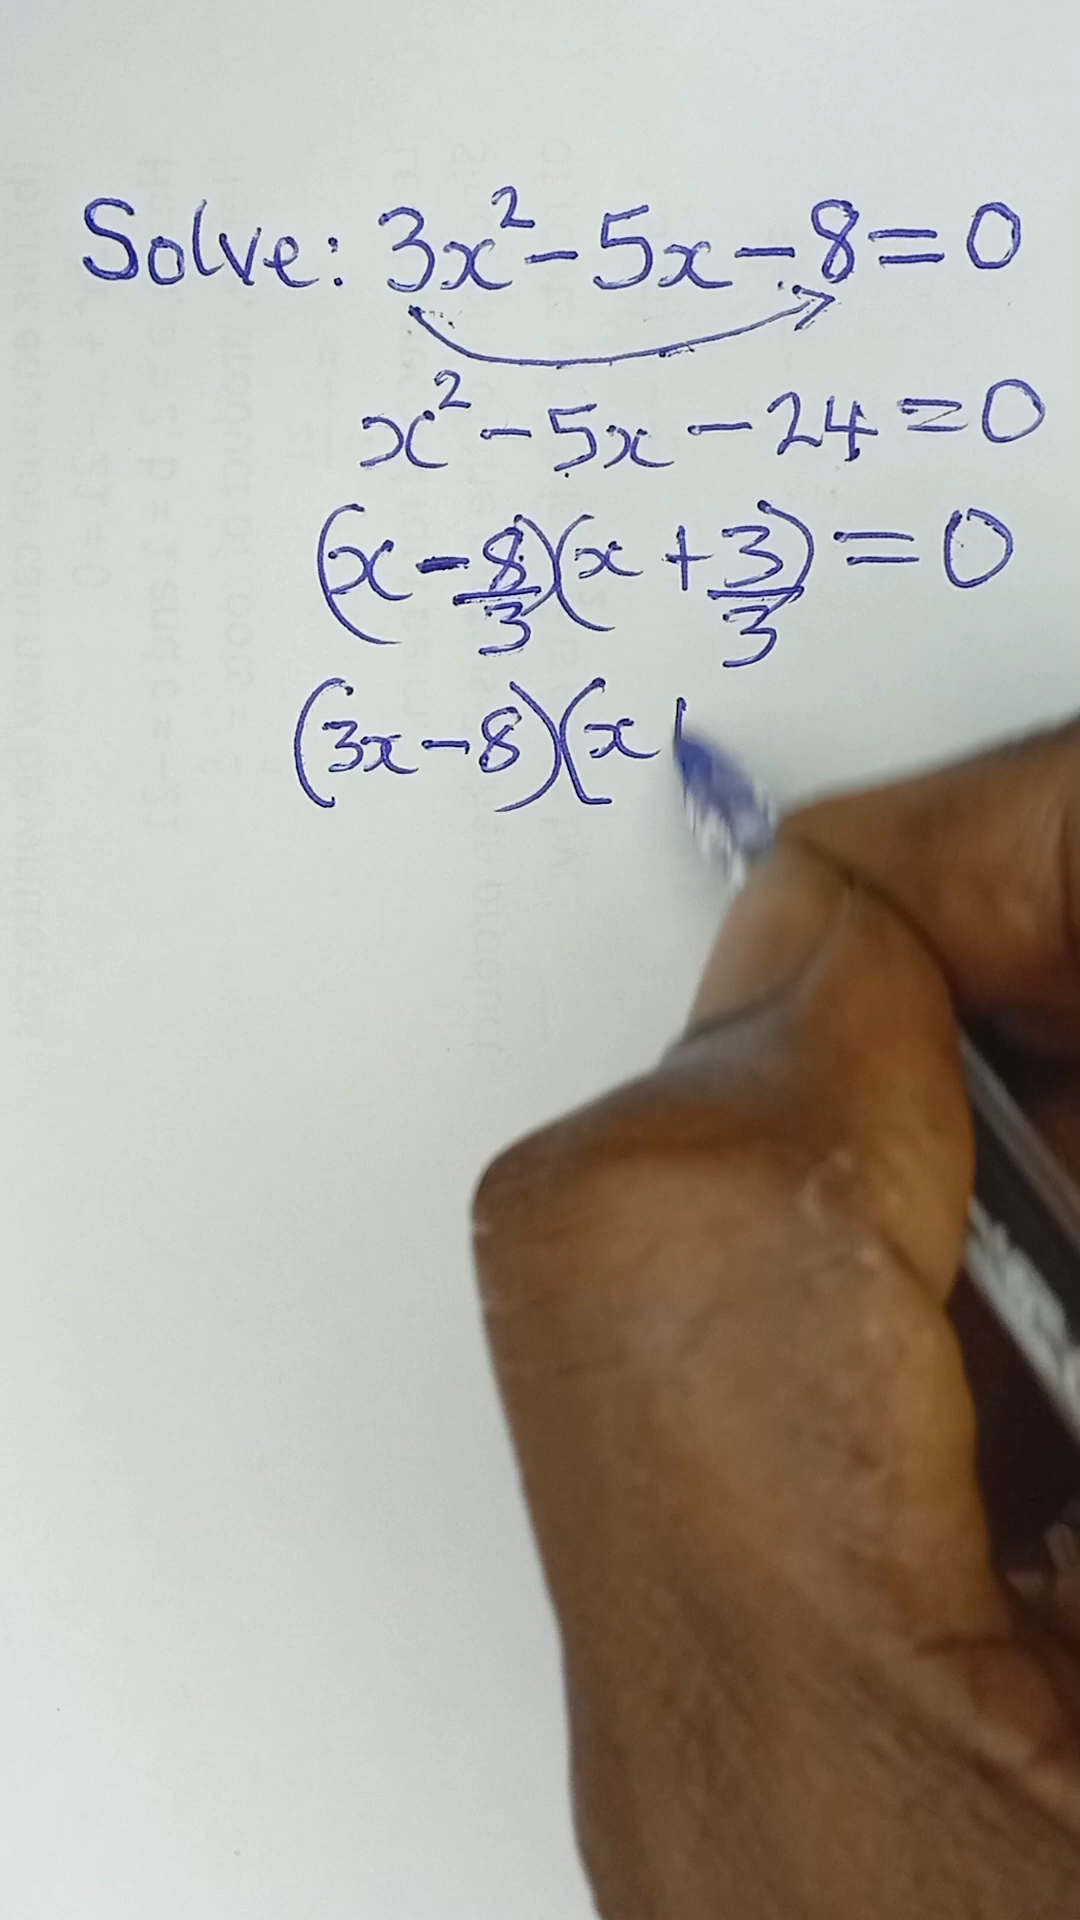 Solve: 3x² - 5x - 8 = 0
x² - 5x - 24 = 0
(x - 8/3)(x + 3/3) = 0
(3x - 8)(x